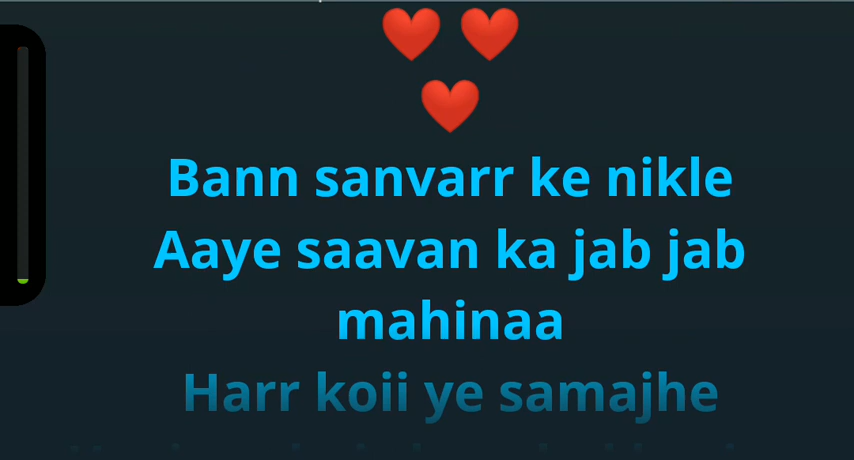 ❤️ ❤️
❤️
Bann sanvarr ke nikle
Aaye saavan ka jab jab
mahinaa
Harr koii ye samajhe